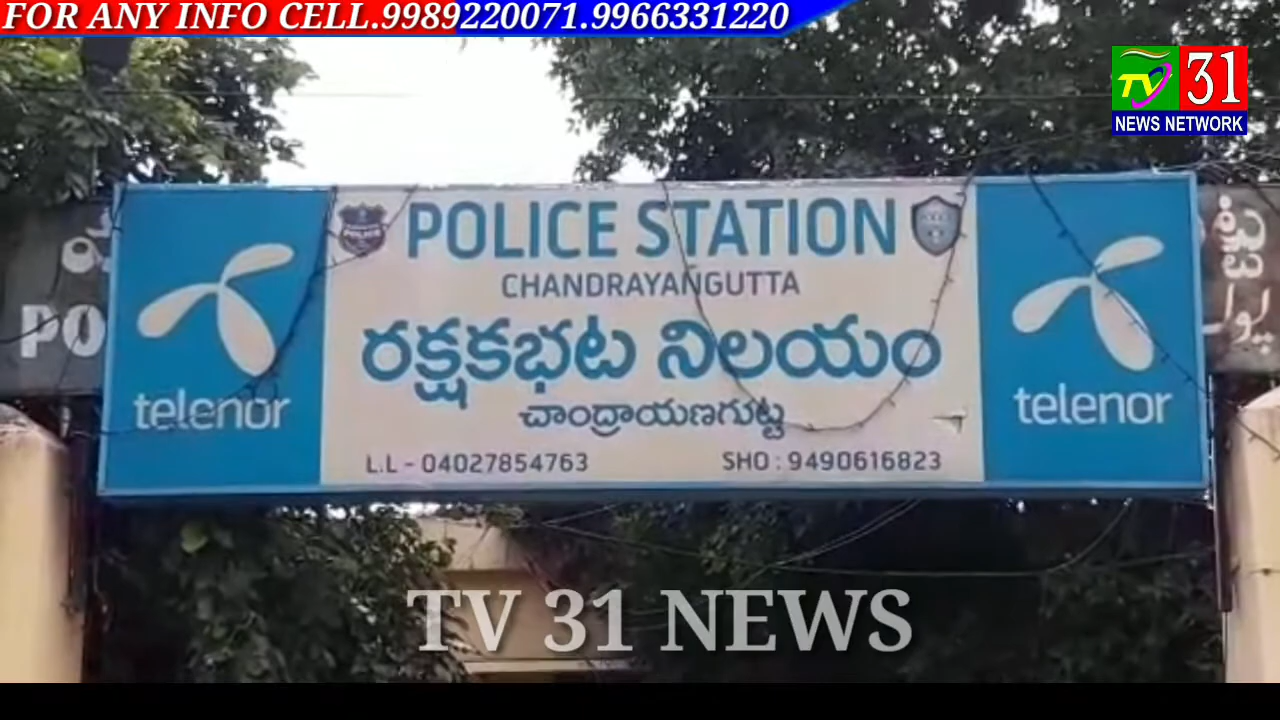 FOR ANY INFO CELL.9989220071.9966331220
TV 31
NEWS NETWORK
POLICE STATION
CHANDRAYANGUTTA
రక్షకభట నిలయం
చాంద్రాయణగుట్ట
L.L - 04027854763
SHO : 9490616823
telenor
telenor
PO
TV 31 NEWS